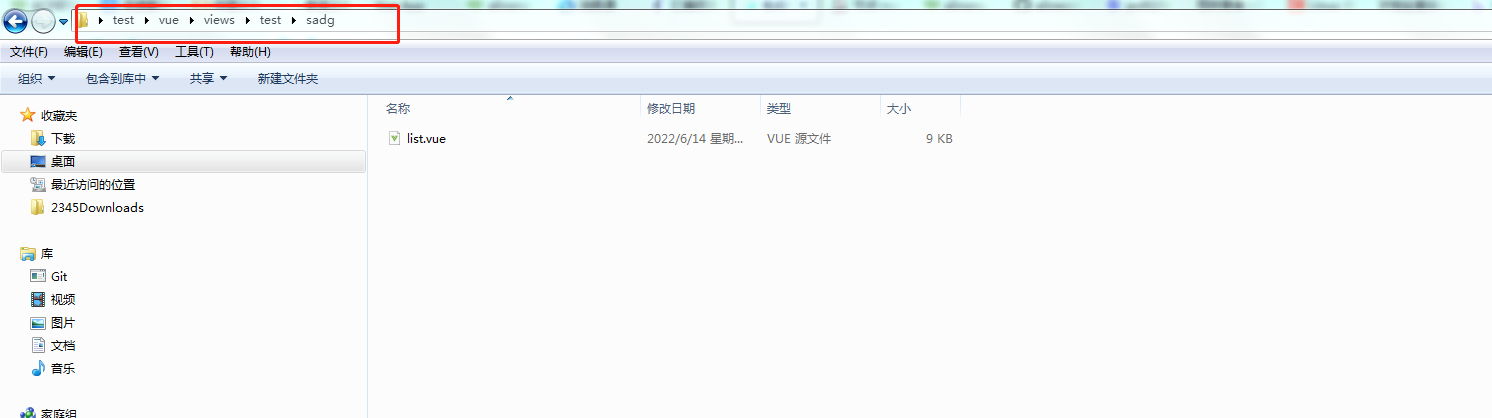 test vue views test sadg
文件(F) 编辑(E) 查看(V) 工具(T) 帮助(H)
组织 包含到库中 共享 新建文件夹
收藏夹
下载
桌面
最近访问的位置
2345Downloads
库
Git
视频
图片
文档
音乐
家庭组
名称 修改日期 类型 大小
list.vue 2022/6/14 星期... VUE 源文件 9 KB